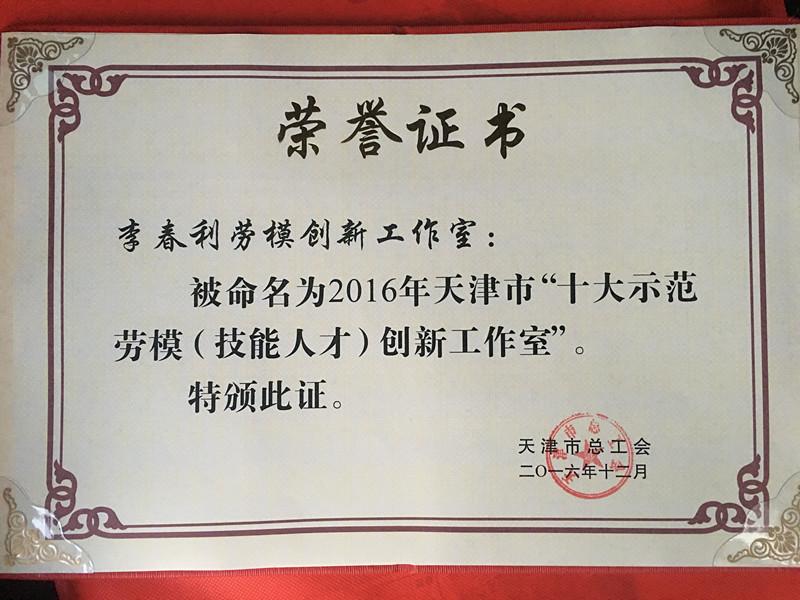 荣誉证书
李春利劳模创新工作室：
被命名为2016年天津市“十大示范
劳模（技能人才）创新工作室”。
特颁此证。
天津市总工会
二〇一六年十二月